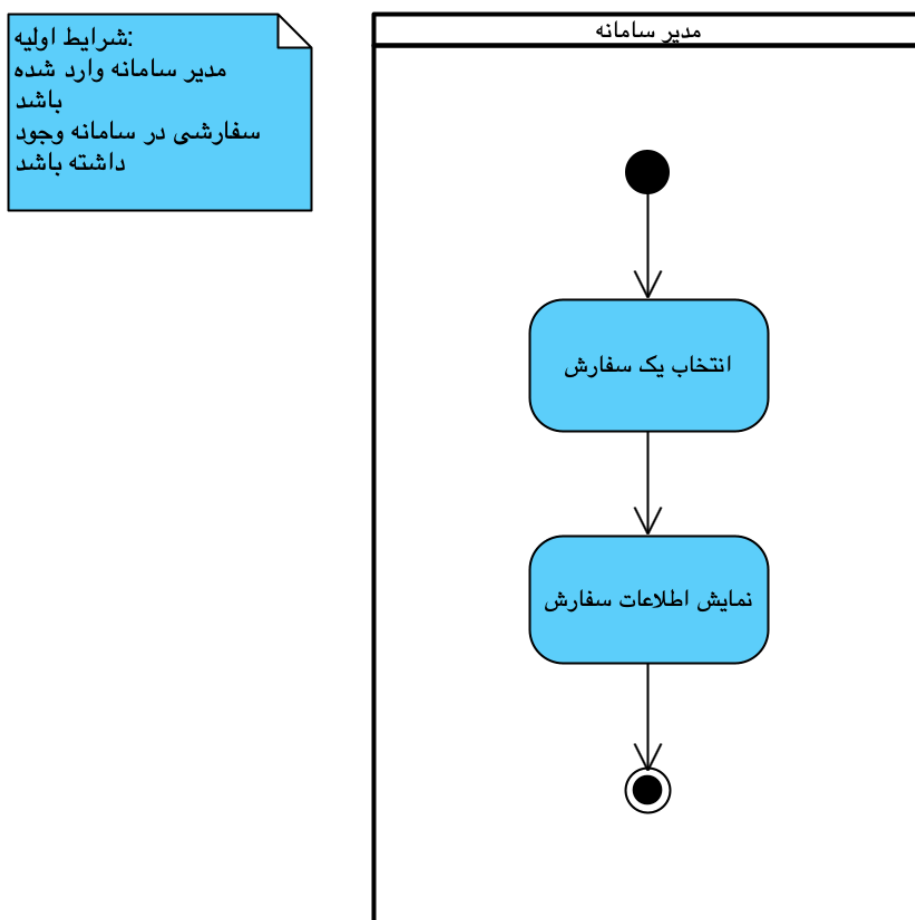 شرایط اولیه:
مدیر سامانه وارد شده
باشد
سفارشی در سامانه وجود
داشته باشد
مدیر سامانه
انتخاب یک سفارش
نمایش اطلاعات سفارش